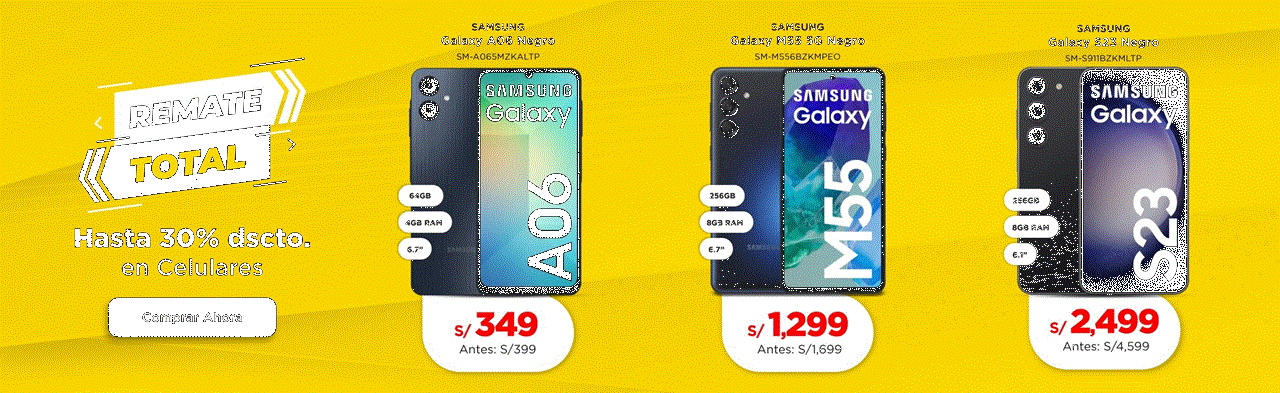 REMATE
TOTAL
Hasta 30% dscto.
en Celulares
Comprar Ahora
SAMSUNG
Galaxy A06 Negro
SM-A065MZKALTP
SAMSUNG
Galaxy
A06
64GB
4GB RAM
6.7"
S/ 349
Antes: S/399
SAMSUNG
Galaxy M55 5G Negro
SM-M556BZKMPEO
SAMSUNG
Galaxy
M55
256GB
8GB RAM
6.7"
S/ 1,299
Antes: S/1,699
SAMSUNG
Galaxy S23 Negro
SM-S911BZKMLTP
SAMSUNG
Galaxy
S23
256GB
8GB RAM
6.1"
S/ 2,499
Antes: S/4,599